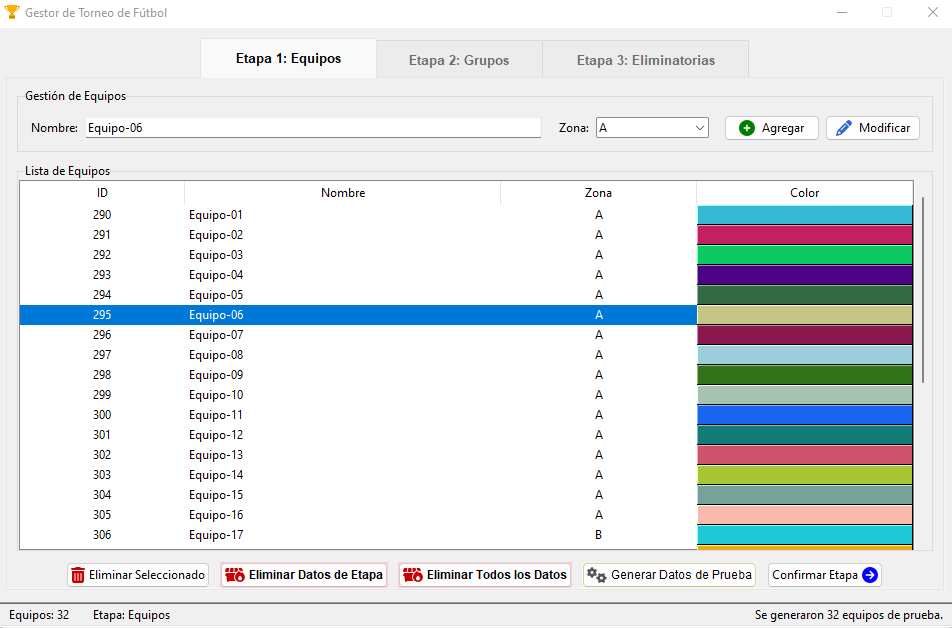 Gestor de Torneo de Fútbol
Etapa 1: Equipos Etapa 2: Grupos Etapa 3: Eliminatorias
Gestión de Equipos
Nombre: Equipo-06 Zona: A Agregar Modificar
Lista de Equipos
ID Nombre Zona Color
290 Equipo-01 A
291 Equipo-02 A
292 Equipo-03 A
293 Equipo-04 A
294 Equipo-05 A
295 Equipo-06 A
296 Equipo-07 A
297 Equipo-08 A
298 Equipo-09 A
299 Equipo-10 A
300 Equipo-11 A
301 Equipo-12 A
302 Equipo-13 A
303 Equipo-14 A
304 Equipo-15 A
305 Equipo-16 A
306 Equipo-17 B
Eliminar Seleccionado Eliminar Datos de Etapa Eliminar Todos los Datos Generar Datos de Prueba Confirmar Etapa
Equipos: 32 Etapa: Equipos Se generaron 32 equipos de prueba.